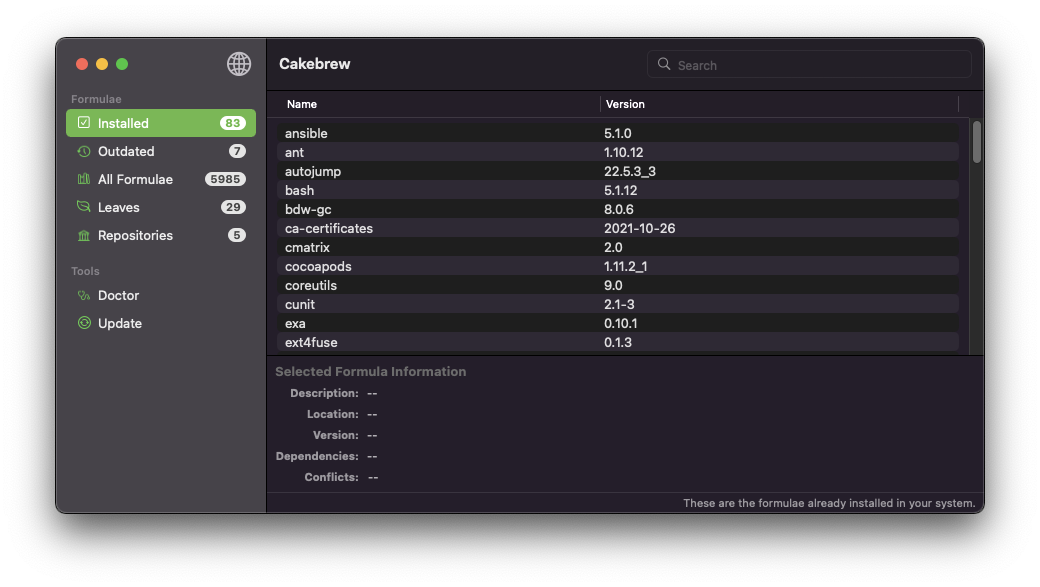 Cakebrew
Search
Formulae
Installed 83
Outdated 7
All Formulae 5985
Leaves 29
Repositories 5
Tools
Doctor
Update
Name Version
ansible 5.1.0
ant 1.10.12
autojump 22.5.3_3
bash 5.1.12
bdw-gc 8.0.6
ca-certificates 2021-10-26
cmatrix 2.0
cocoapods 1.11.2_1
coreutils 9.0
cunit 2.1-3
exa 0.10.1
ext4fuse 0.1.3
Selected Formula Information
Description: --
Location: --
Version: --
Dependencies: --
Conflicts: --
These are the formulae already installed in your system.